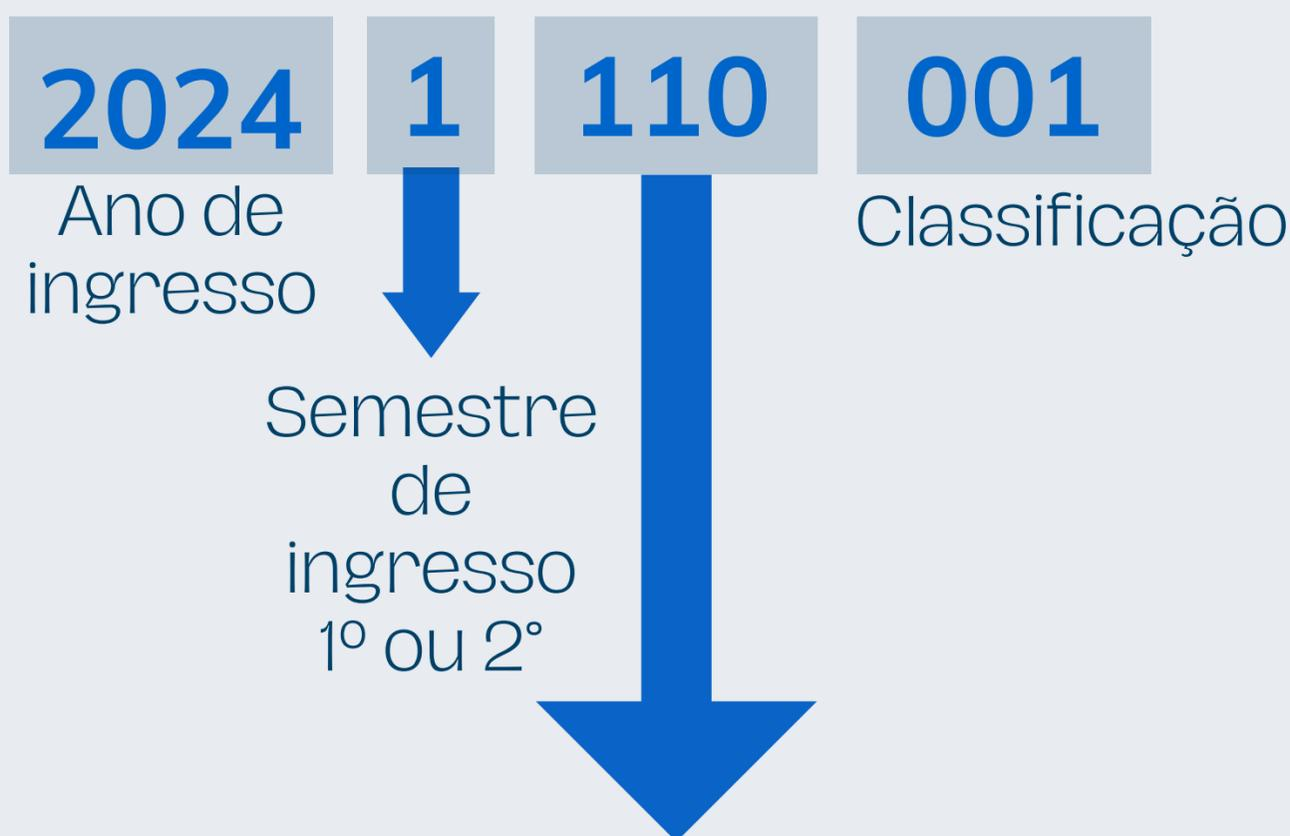 2024 1 110 001
Ano de
ingresso
Classificação
Semestre
de
ingresso
1º ou 2°